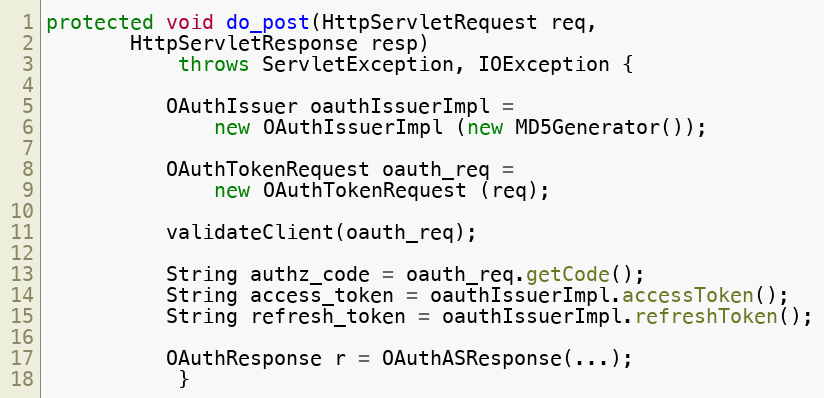 1 protected void do_post(HttpServletRequest req,
2        HttpServletResponse resp)
3            throws ServletException, IOException {
4
5           OAuthIssuer oauthIssuerImpl =
6               new OAuthIssuerImpl (new MD5Generator());
7
8           OAuthTokenRequest oauth_req =
9               new OAuthTokenRequest (req);
10
11          validateClient(oauth_req);
12
13          String authz_code = oauth_req.getCode();
14          String access_token = oauthIssuerImpl.accessToken();
15          String refresh_token = oauthIssuerImpl.refreshToken();
16
17          OAuthResponse r = OAuthASResponse(...);
18           }